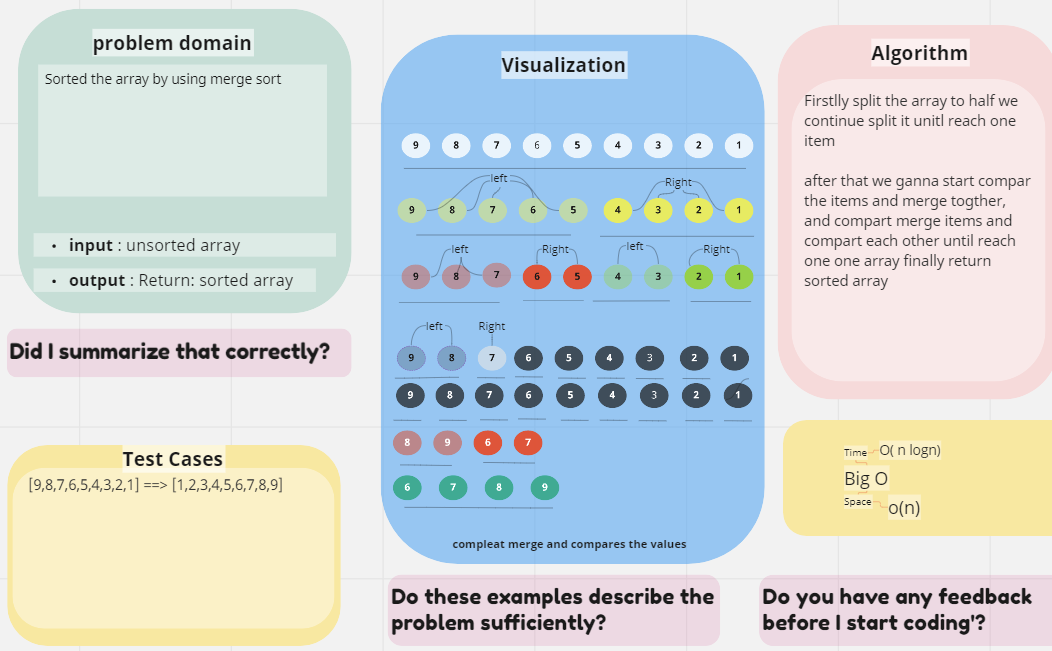 problem domain
Sorted the array by using merge sort
• input : unsorted array
• output : Return: sorted array
Did I summarize that correctly?
Test Cases
[9,8,7,6,5,4,3,2,1] ==> [1,2,3,4,5,6,7,8,9]
Visualization
9 8 7 6 5 4 3 2 1
left Right
9 8 7 6 5 4 3 2 1
left Right left Right
9 8 7 6 5 4 3 2 1
left Right
9 8 7 6 5 4 3 2 1
9 8 7 6 5 4 3 2 1
8 9 6 7
6 7 8 9
compleat merge and compares the values
Do these examples describe the
problem sufficiently?
Algorithm
Firstlly split the array to half we
continue split it unitl reach one
item
after that we ganna start compar
the items and merge togther,
and compart merge items and
compart each other until reach
one one array finally return
sorted array
Time O( n logn)
Big O
Space o(n)
Do you have any feedback
before I start coding'?